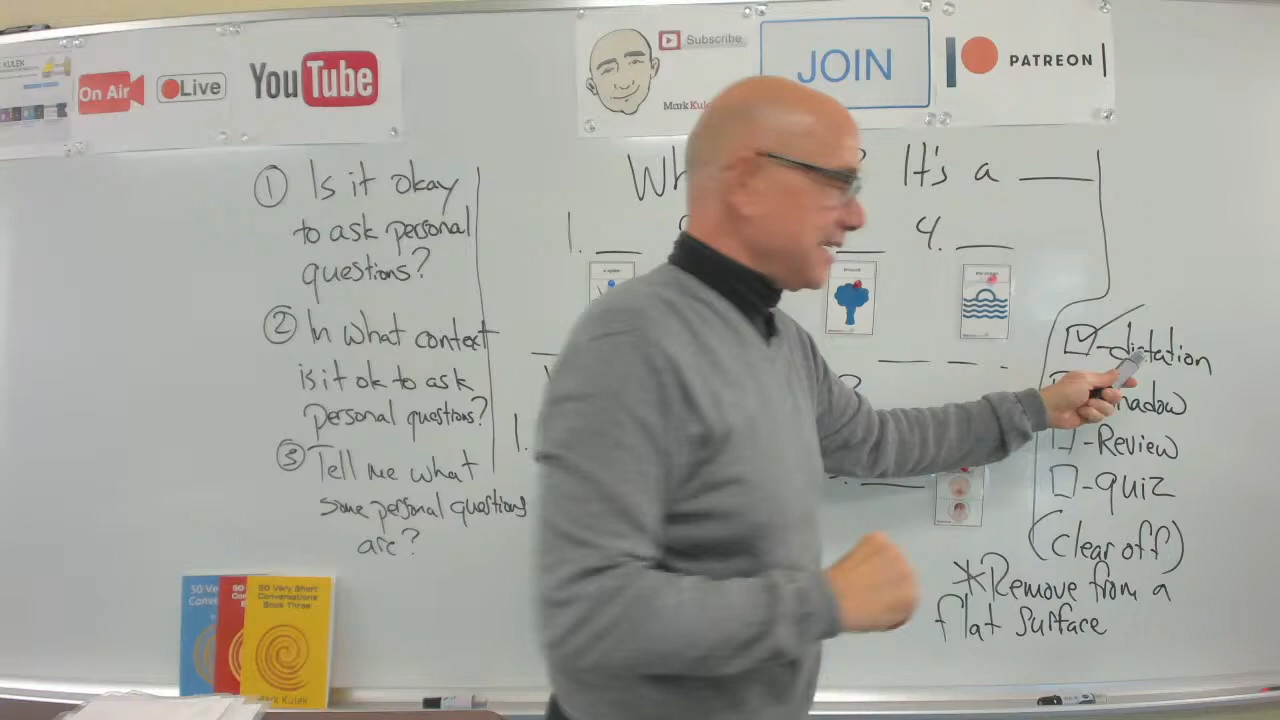 KULEK
On Air
Live
YouTube
Subscribe
Mark Kulek
JOIN
PATREON
① Is it okay
to ask personal
questions?
② In what context
is it ok to ask
personal questions?
③ Tell me what
some personal questions
are?
Wh ? It's a ____
1. ___
4. ___
1.
- dictation
hadow
- Review
- quiz
(clear off)
* Remove from a
flat surface
50 Very Short
Conversations:
Book Three
Mark Kulek